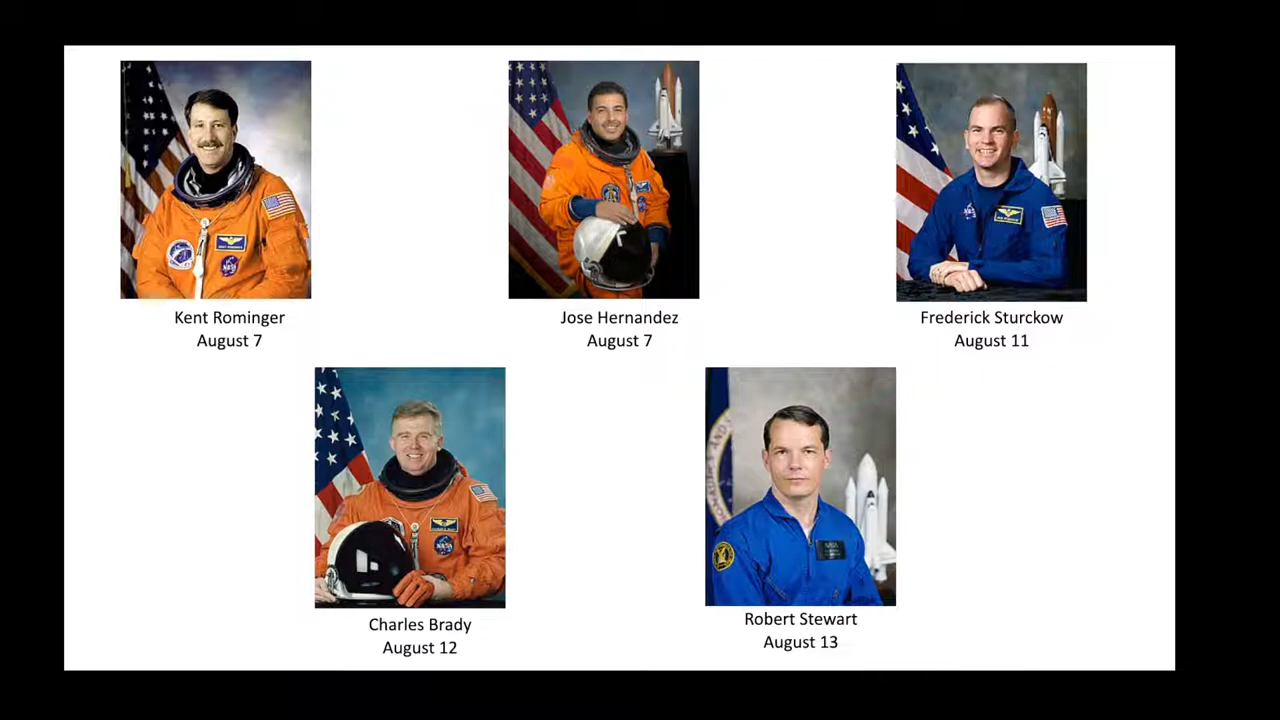 Kent Rominger
August 7
Jose Hernandez
August 7
Frederick Sturckow
August 11
Charles Brady
August 12
Robert Stewart
August 13